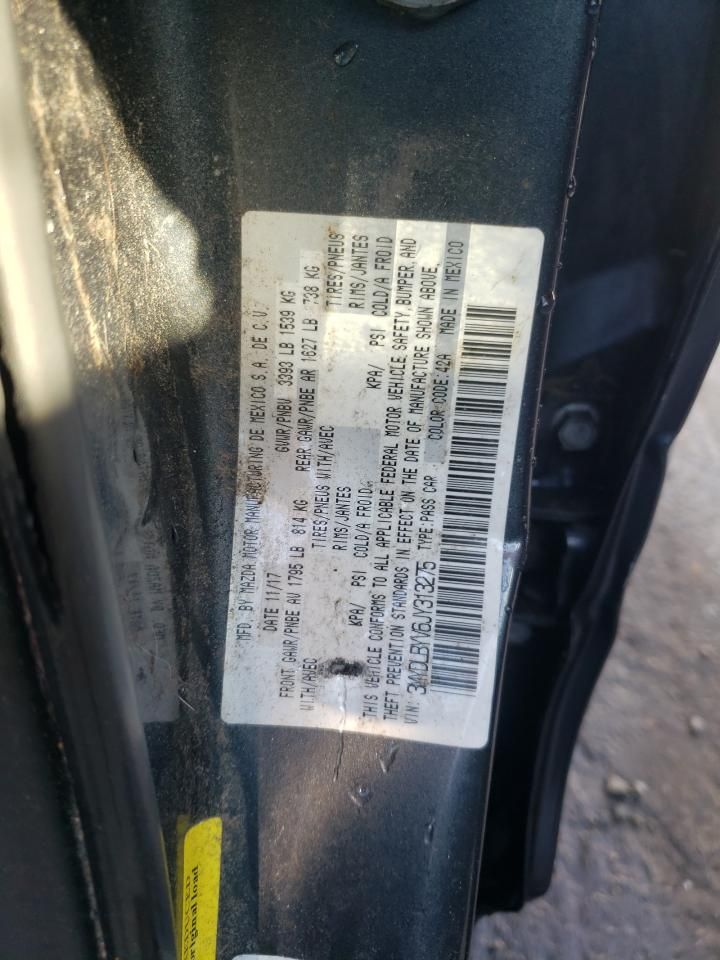 MFD. BY MAZDA MOTOR MANUFACTURING DE MEXICO S.A. DE C.V.
DATE 11/17 GVWR/PNBV 3393 LB 1539 KG
FRONT GAWR/PNBE AV 1795 LB 814 KG REAR GAWR/PNBE AR 1627 LB 738 KG
WITH/AVEC TIRES/PNEUS WITH/AVEC TIRES/PNEUS
RIMS/JANTES RIMS/JANTES
KPA/ PSI COLD/A FROID KPA/ PSI COLD/A FROID
THIS VEHICLE CONFORMS TO ALL APPLICABLE FEDERAL MOTOR VEHICLE SAFETY, BUMPER, AND
THEFT PREVENTION STANDARDS IN EFFECT ON THE DATE OF MANUFACTURE SHOWN ABOVE.
VIN: 3MYDLBYV6JY313275 TYPE:PASS CAR COLOR CODE:42A MADE IN MEXICO
original load